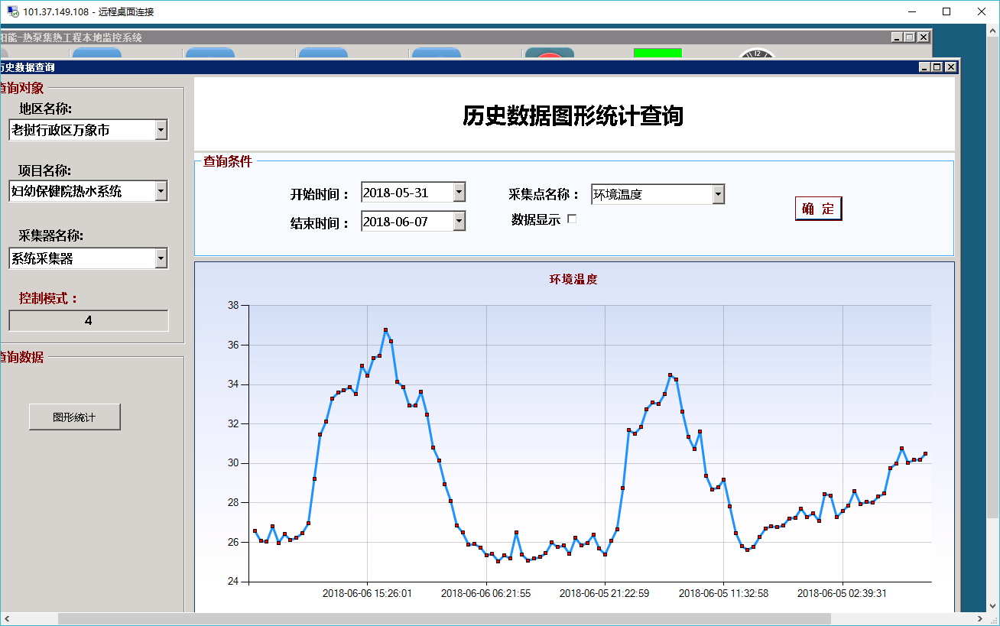 101.37.149.108 - 远程桌面连接
阳能-热泵集热工程本地监控系统
12
历史数据查询
查询对象
地区名称:
老挝行政区万象市
项目名称:
妇幼保健院热水系统
采集器名称:
系统采集器
控制模式：
4
查询数据
图形统计
历史数据图形统计查询
查询条件
开始时间： 2018-05-31 采集点名称： 环境温度
结束时间： 2018-06-07 数据显示
确 定
环境温度
38
36
34
32
30
28
26
24
2018-06-06 15:26:01 2018-06-06 06:21:55 2018-06-05 21:22:59 2018-06-05 11:32:58 2018-06-05 02:39:31